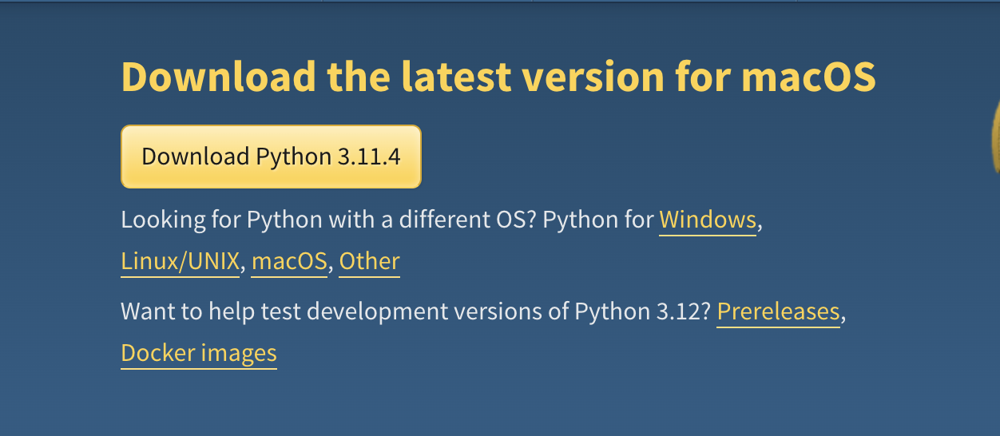 Download the latest version for macOS
Download Python 3.11.4
Looking for Python with a different OS? Python for Windows,
Linux/UNIX, macOS, Other
Want to help test development versions of Python 3.12? Prereleases,
Docker images